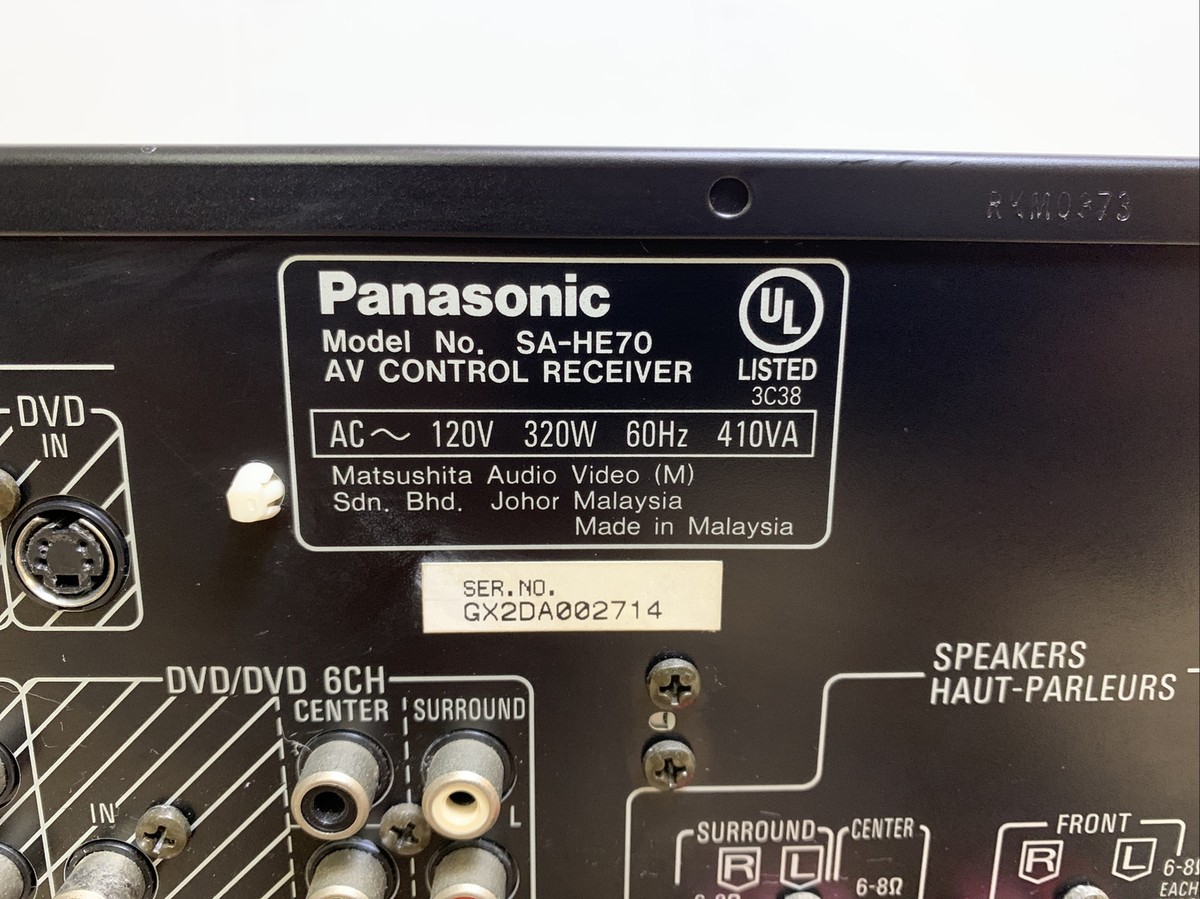 RKM0373
Panasonic
UL
Model No. SA-HE70
AV CONTROL RECEIVER
LISTED
3C38
AC～ 120V 320W 60Hz 410VA
Matsushita Audio Video (M)
Sdn. Bhd. Johor Malaysia
Made in Malaysia
DVD
IN
SER.NO.
GX2DA002714
DVD/DVD 6CH
CENTER
SURROUND
L
IN
SPEAKERS
HAUT-PARLEURS
SURROUND
R L
CENTER
6-8Ω
FRONT
R L
EACH